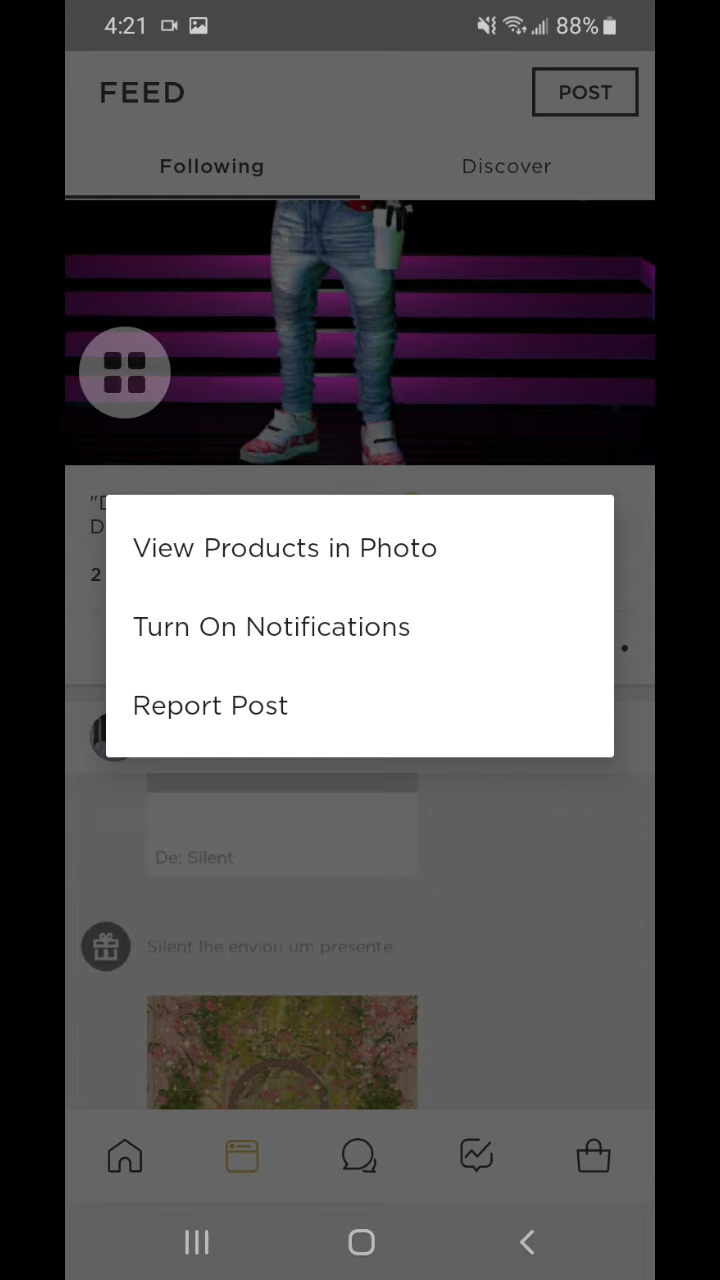 4:21 88%
FEED POST
Following Discover
"D
D
2
View Products in Photo
Turn On Notifications
Report Post
De: Silent
Silent lhe enviou um presente